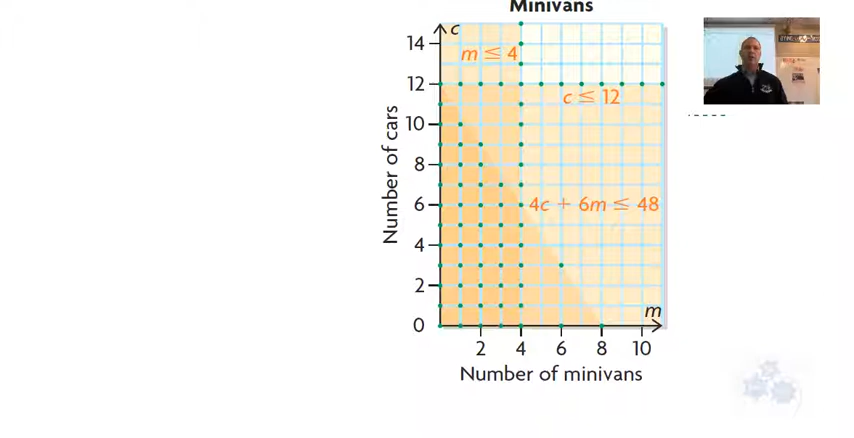 Minivans
c
14
m ≤ 4
12
c ≤ 12
10
Number of cars
8
6
4c + 6m ≤ 48
4
2
m
0
2 4 6 8 10
Number of minivans